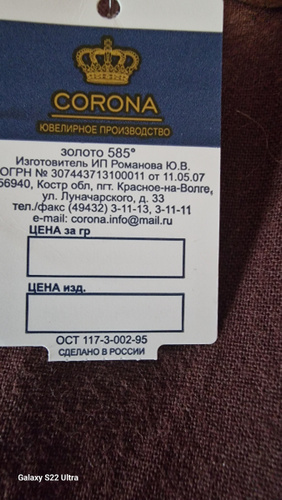 CORONA
ЮВЕЛИРНОЕ ПРОИЗВОДСТВО
золото 585°
Изготовитель ИП Романова Ю.В.
ОГРН № 307443713100011 от 11.05.07
56940, Костр обл, пгт. Красное-на-Волге,
ул. Луначарского, д. 33
тел./факс (49432) 3-11-13, 3-11-11
e-mail: corona.info@mail.ru
ЦЕНА за гр
ЦЕНА изд.
ОСТ 117-3-002-95
СДЕЛАНО В РОССИИ
Galaxy S22 Ultra